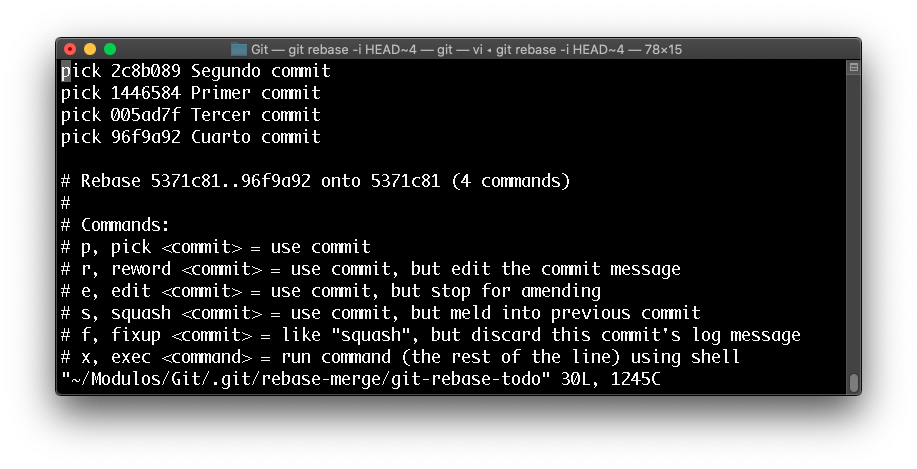 Git — git rebase -i HEAD~4 — git — vi ◂ git rebase -i HEAD~4 — 78×15
pick 2c8b089 Segundo commit
pick 1446584 Primer commit
pick 005ad7f Tercer commit
pick 96f9a92 Cuarto commit
# Rebase 5371c81..96f9a92 onto 5371c81 (4 commands)
#
# Commands:
# p, pick <commit> = use commit
# r, reword <commit> = use commit, but edit the commit message
# e, edit <commit> = use commit, but stop for amending
# s, squash <commit> = use commit, but meld into previous commit
# f, fixup <commit> = like "squash", but discard this commit's log message
# x, exec <command> = run command (the rest of the line) using shell
"~/Modulos/Git/.git/rebase-merge/git-rebase-todo" 30L, 1245C